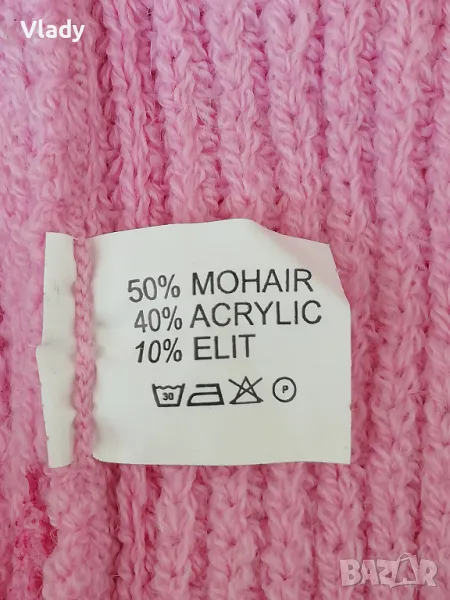 Vlady
50% MOHAIR
40% ACRYLIC
10% ELIT
30 P
BAZAR